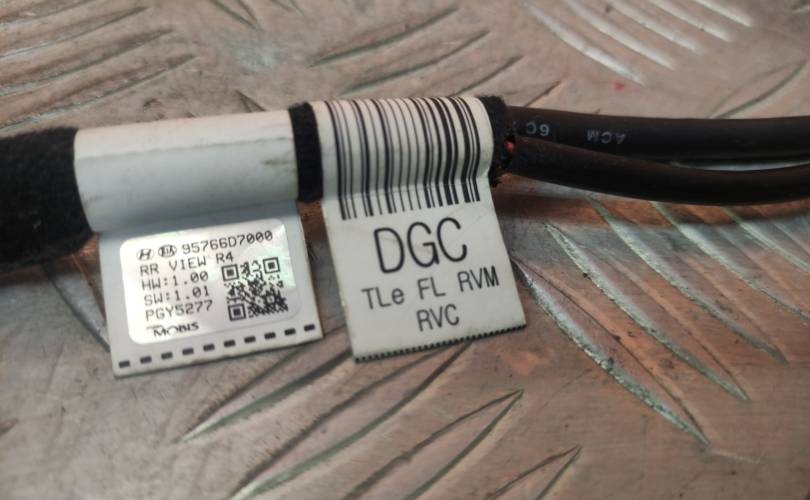 95766D7000
RR VIEW R4
HW:1.00
SW:1.01
PGY5277
MOBIS
DGC
TLe FL RVM
RVC
ACM